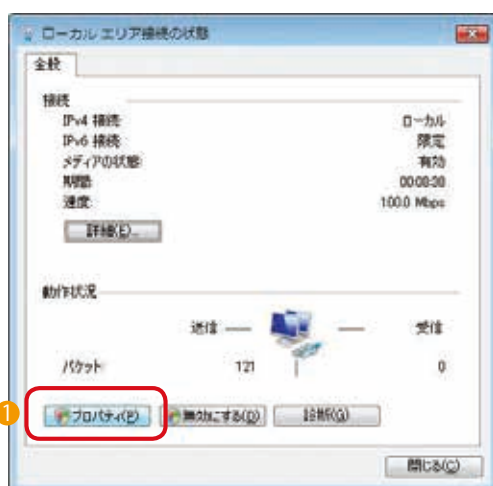 ローカル エリア接続の状態
全般
接続
IPv4 接続: ローカル
IPv6 接続: 限定
メディアの状態: 有効
期間: 00:00:30
速度: 100.0 Mbps
詳細(E)...
動作状況
送信 受信
パケット: 121 0
1 プロパティ(P) 無効にする(D) 診断(G)
閉じる(C)